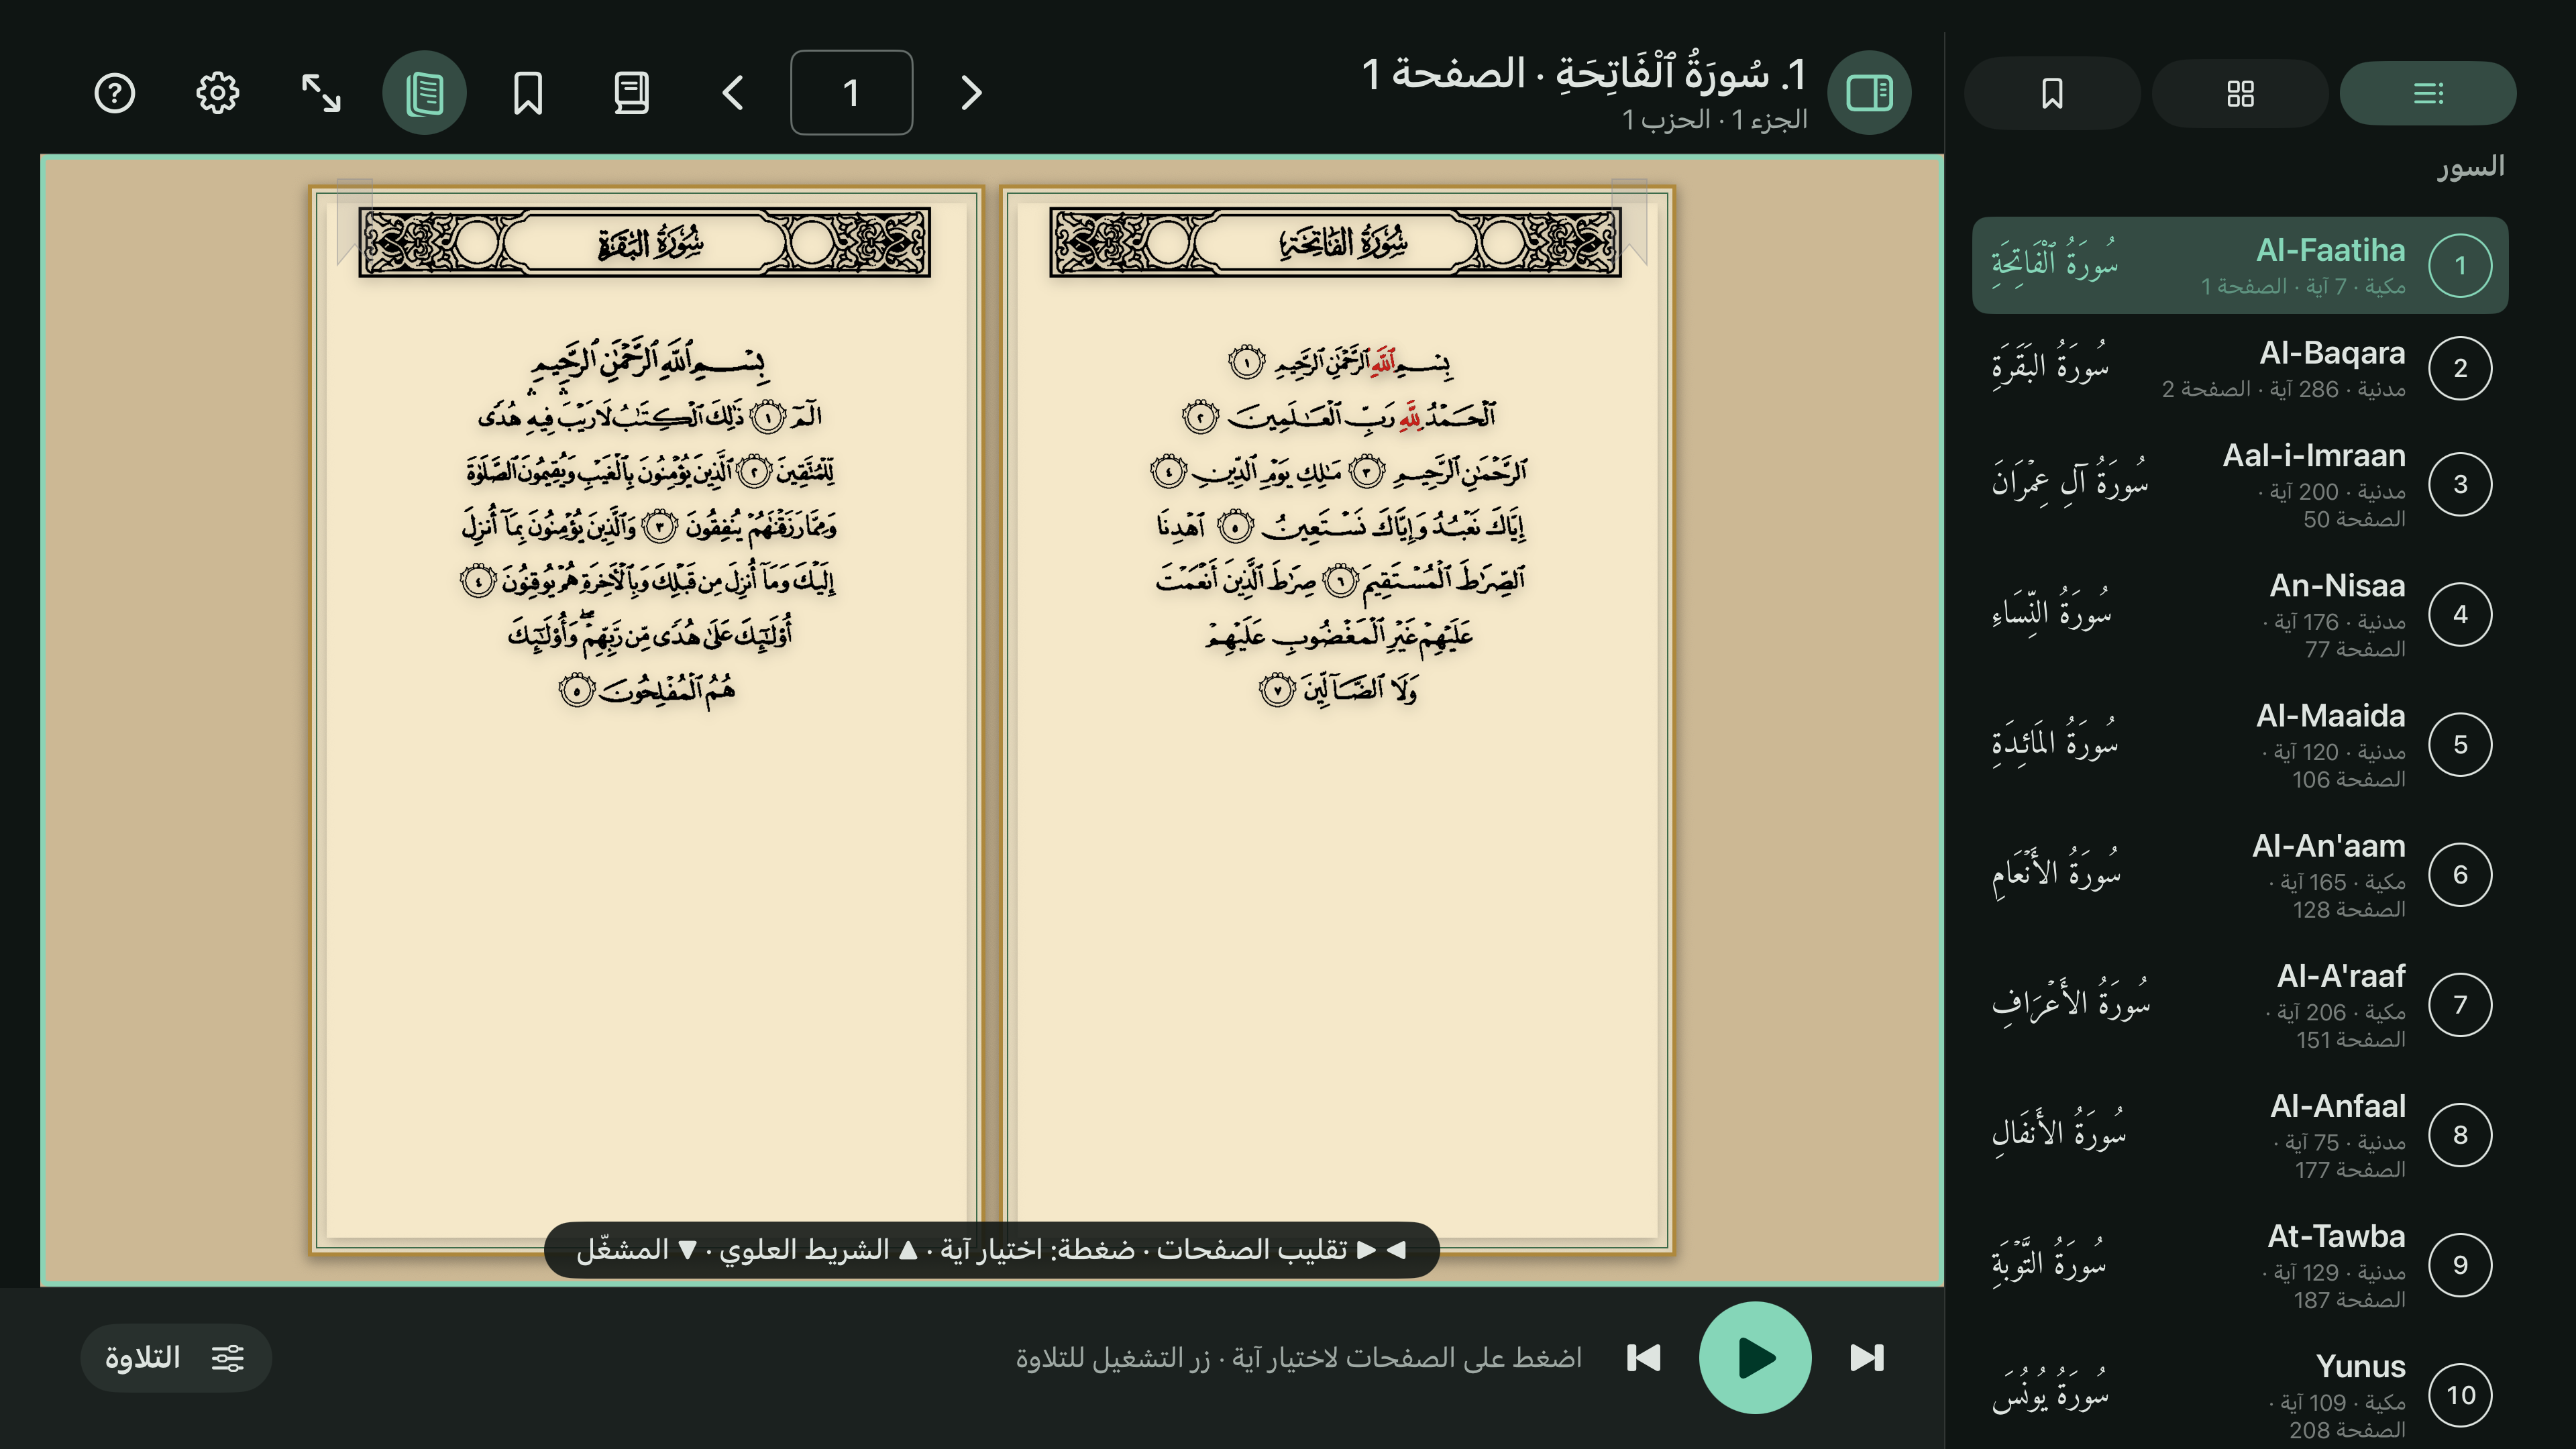 1. سُورَةُ ٱلْفَاتِحَةِ · الصفحة 1
الجزء 1 · الحزب 1
1
سُورَةُ الفَاتِحَةِ
بِسْمِ ٱللَّهِ ٱلرَّحْمَٰنِ ٱلرَّحِيمِ ١
ٱلْحَمْدُ لِلَّهِ رَبِّ ٱلْعَٰلَمِينَ ٢
ٱلرَّحْمَٰنِ ٱلرَّحِيمِ ٣ مَٰلِكِ يَوْمِ ٱلدِّينِ ٤
إِيَّاكَ نَعْبُدُ وَإِيَّاكَ نَسْتَعِينُ ٥ ٱهْدِنَا
ٱلصِّرَٰطَ ٱلْمُسْتَقِيمَ ٦ صِرَٰطَ ٱلَّذِينَ أَنْعَمْتَ
عَلَيْهِمْ غَيْرِ ٱلْمَغْضُوبِ عَلَيْهِمْ
وَلَا ٱلضَّآلِّينَ ٧
سُورَةُ البَقَرَةِ
بِسْمِ ٱللَّهِ ٱلرَّحْمَٰنِ ٱلرَّحِيمِ
الٓمٓ ١ ذَٰلِكَ ٱلْكِتَٰبُ لَا رَيْبَ ۛ فِيهِ ۛ هُدًى
لِّلْمُتَّقِينَ ٢ ٱلَّذِينَ يُؤْمِنُونَ بِٱلْغَيْبِ وَيُقِيمُونَ ٱلصَّلَوٰةَ
وَمِمَّا رَزَقْنَٰهُمْ يُنفِقُونَ ٣ وَٱلَّذِينَ يُؤْمِنُونَ بِمَآ أُنزِلَ
إِلَيْكَ وَمَآ أُنزِلَ مِن قَبْلِكَ وَبِٱلْءَاخِرَةِ هُمْ يُوقِنُونَ ٤
أُو۟لَٰٓئِكَ عَلَىٰ هُدًى مِّن رَّبِّهِمْ ۖ وَأُو۟لَٰٓئِكَ
هُمُ ٱلْمُفْلِحُونَ ٥
◀ ▶ تقليب الصفحات · ضغطة: اختيار آية · ▲ الشريط العلوي · ▼ المشغّل
اضغط على الصفحات لاختيار آية · زر التشغيل للتلاوة
التلاوة
السور
1
Al-Faatiha
سُورَةُ ٱلْفَاتِحَةِ
مكية · 7 آية · الصفحة 1
2
Al-Baqara
سُورَةُ البَقَرَةِ
مدنية · 286 آية · الصفحة 2
3
Aal-i-Imraan
سُورَةُ آلِ عِمۡرَانَ
مدنية · 200 آية ·
الصفحة 50
4
An-Nisaa
سُورَةُ النِّسَاءِ
مدنية · 176 آية ·
الصفحة 77
5
Al-Maaida
سُورَةُ المَائـِدَةِ
مدنية · 120 آية ·
الصفحة 106
6
Al-An'aam
سُورَةُ الأَنۡعَامِ
مكية · 165 آية ·
الصفحة 128
7
Al-A'raaf
سُورَةُ الأَعۡرَافِ
مكية · 206 آية ·
الصفحة 151
8
Al-Anfaal
سُورَةُ الأَنفَالِ
مدنية · 75 آية ·
الصفحة 177
9
At-Tawba
سُورَةُ التَّوۡبَةِ
مدنية · 129 آية ·
الصفحة 187
10
Yunus
سُورَةُ يُونُسَ
مكية · 109 آية ·
الصفحة 208